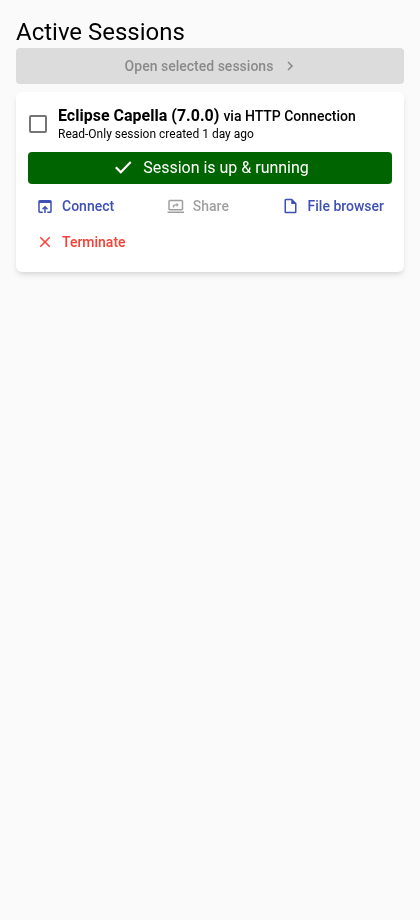 Active Sessions
Open selected sessions
Eclipse Capella (7.0.0) via HTTP Connection
Read-Only session created 1 day ago
Session is up & running
Connect Share File browser
Terminate